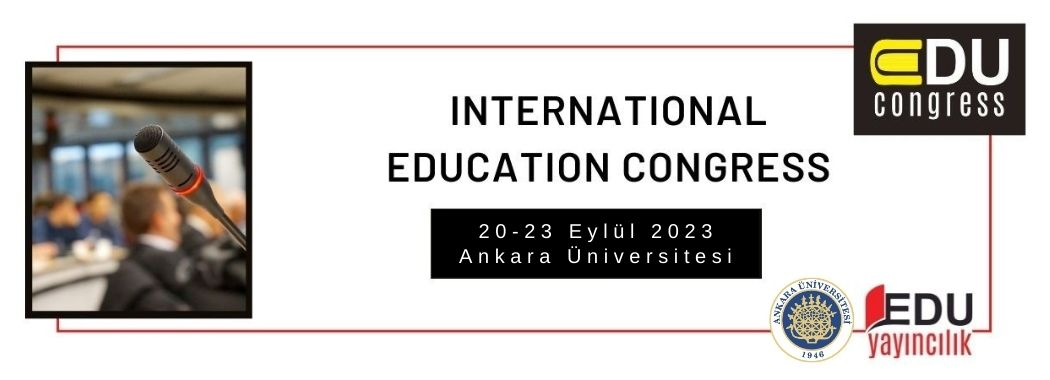 EDU
congress
INTERNATIONAL
EDUCATION CONGRESS
20-23 Eylül 2023
Ankara Üniversitesi
ANKARA ÜNİVERSİTESİ
1946
EDU
yayıncılık